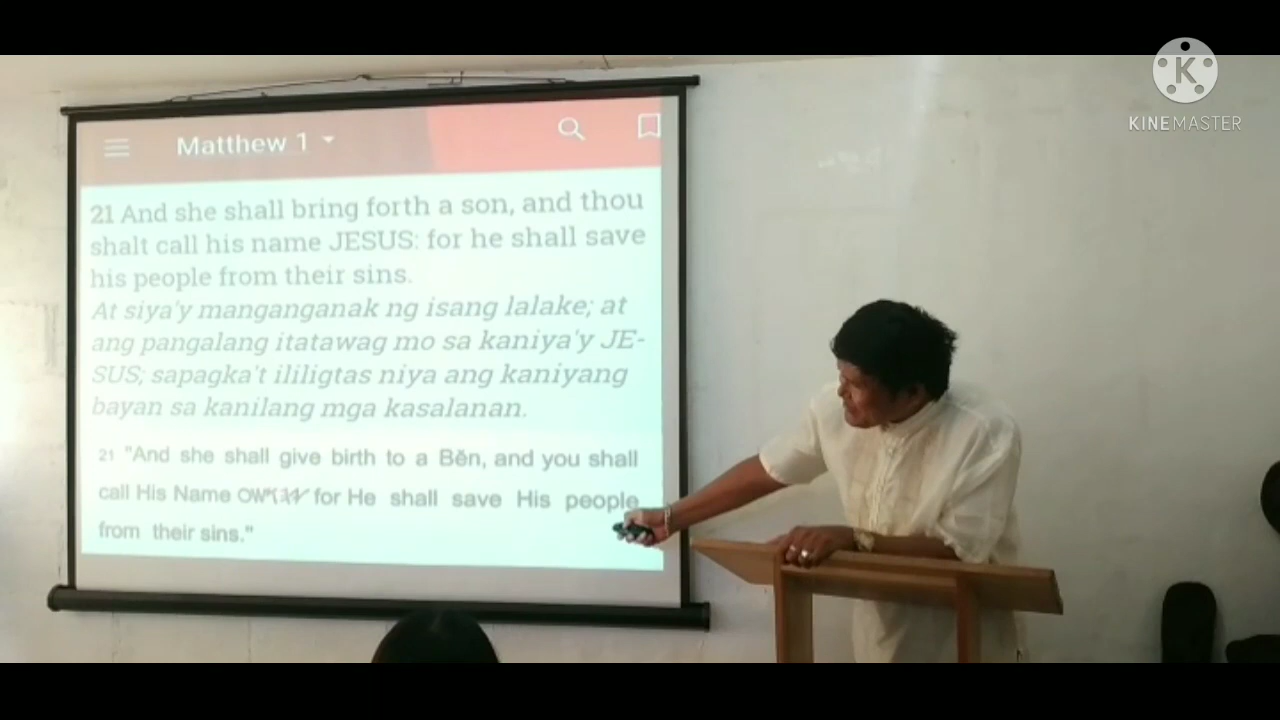 KINEMASTER
Matthew 1
21 And she shall bring forth a son, and thou
shalt call his name JESUS: for he shall save
his people from their sins.
At siya'y manganganak ng isang lalake; at
ang pangalang itatawag mo sa kaniya'y JE-
SUS; sapagka't ililigtas niya ang kaniyang
bayan sa kanilang mga kasalanan.
21 "And she shall give birth to a Běn, and you shall
call His Name for He shall save His people
from their sins."